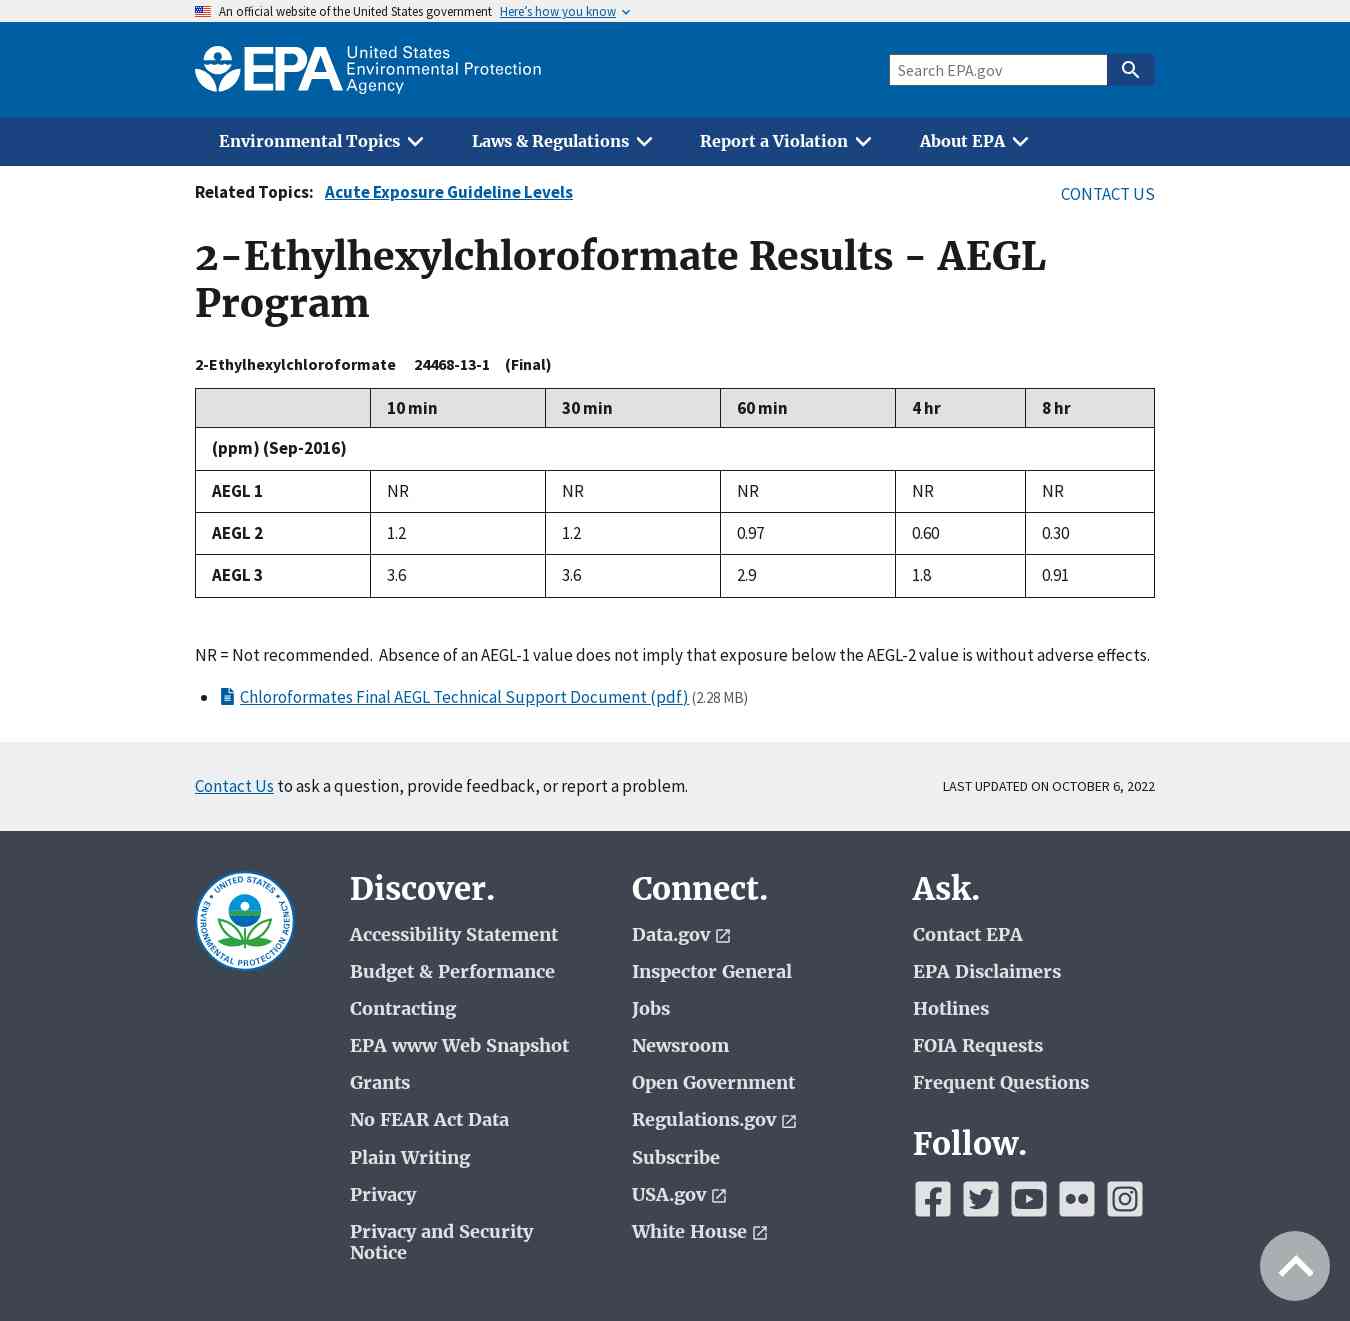 An official website of the United States government Here's how you know
EPA United States
Environmental Protection
Agency
Search EPA.gov
Environmental Topics Laws & Regulations Report a Violation About EPA
Related Topics: Acute Exposure Guideline Levels
CONTACT US
2-Ethylhexylchloroformate Results - AEGL
Program
2-Ethylhexylchloroformate 24468-13-1 (Final)
10 min 30 min 60 min 4 hr 8 hr
(ppm) (Sep-2016)
AEGL 1 NR NR NR NR NR
AEGL 2 1.2 1.2 0.97 0.60 0.30
AEGL 3 3.6 3.6 2.9 1.8 0.91
NR = Not recommended. Absence of an AEGL-1 value does not imply that exposure below the AEGL-2 value is without adverse effects.
Chloroformates Final AEGL Technical Support Document (pdf) (2.28 MB)
Contact Us to ask a question, provide feedback, or report a problem.
LAST UPDATED ON OCTOBER 6, 2022
UNITED STATES
ENVIRONMENTAL PROTECTION AGENCY
Discover.
Accessibility Statement
Budget & Performance
Contracting
EPA www Web Snapshot
Grants
No FEAR Act Data
Plain Writing
Privacy
Privacy and Security
Notice
Connect.
Data.gov
Inspector General
Jobs
Newsroom
Open Government
Regulations.gov
Subscribe
USA.gov
White House
Ask.
Contact EPA
EPA Disclaimers
Hotlines
FOIA Requests
Frequent Questions
Follow.